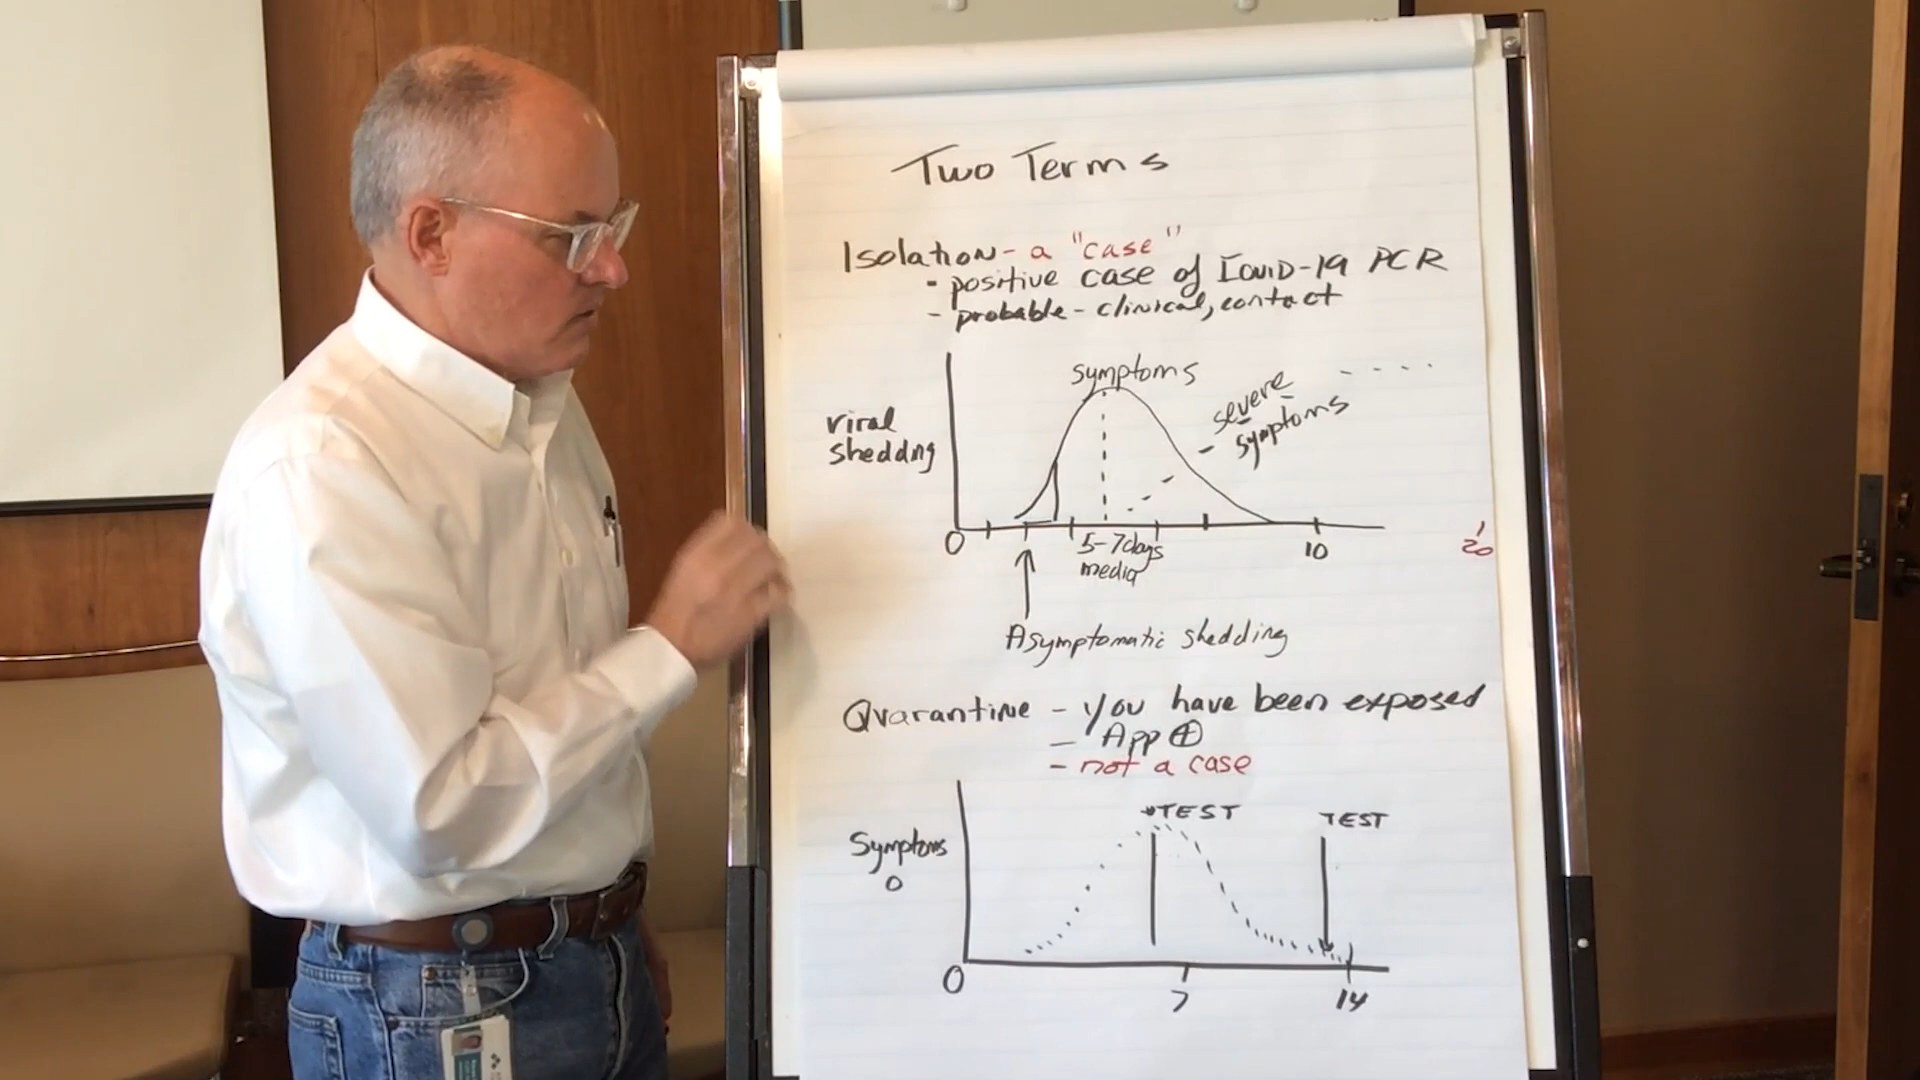 Two Terms
Isolation - a "case"
- positive case of COVID-19 PCR
- probable - clinical, contact
symptoms
severe
symptoms
viral
shedding
0
5-7 days
media
10
20
Asymptomatic shedding
Quarantine - you have been exposed
- App ⊕
- not a case
TEST
TEST
Symptoms
0
0
7
14